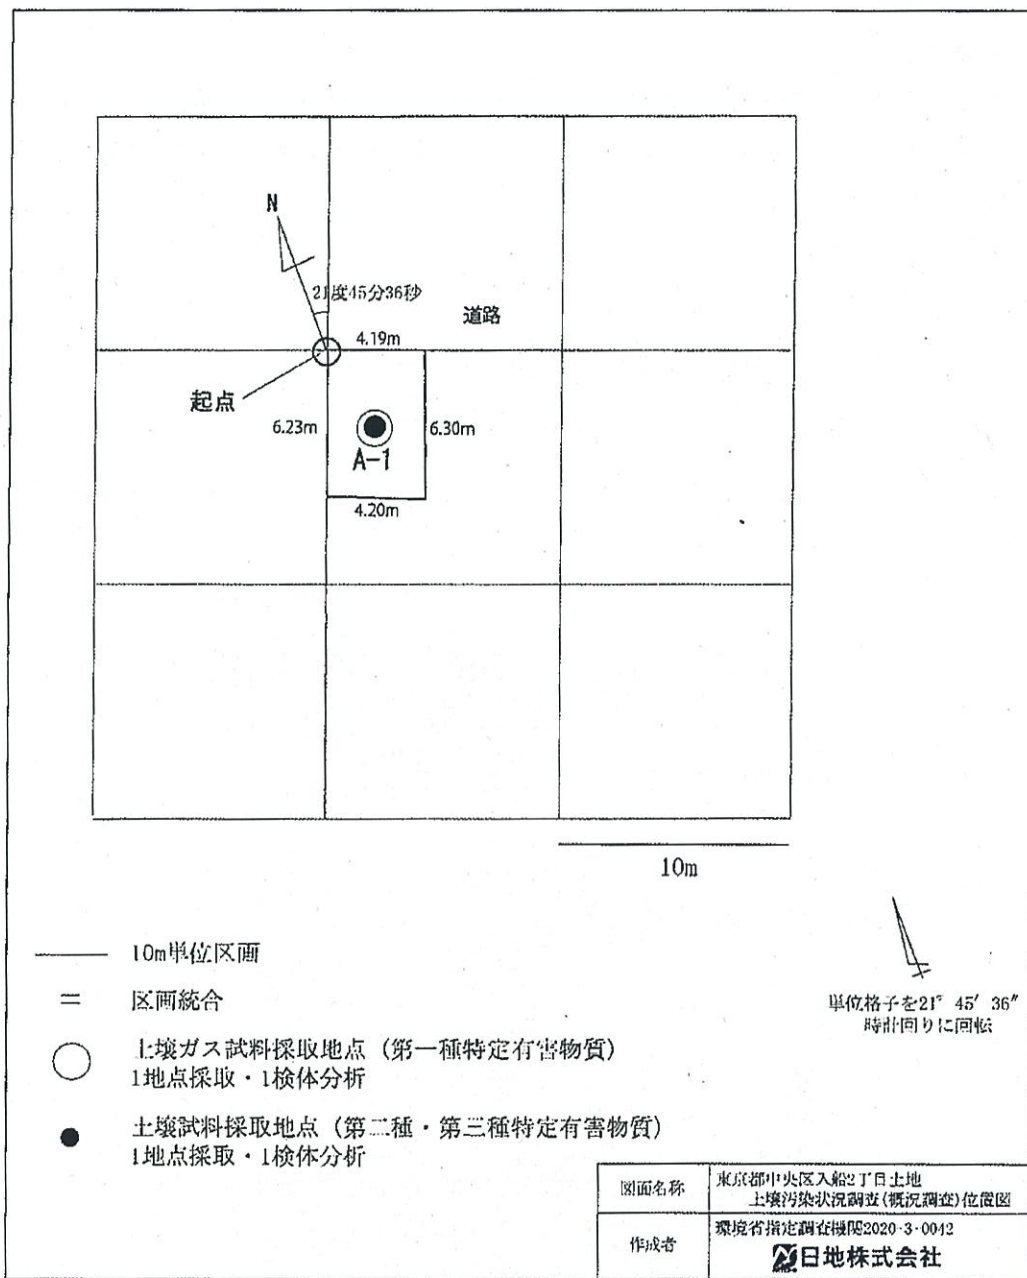 N
21度45分36秒
道路
4.19m
起点
6.23m
6.30m
A-1
4.20m
10m
10m単位区画
区画統合
単位格子を21° 45′ 36″
時計回りに回転
土壌ガス試料採取地点（第一種特定有害物質）
1地点採取・1検体分析
土壌試料採取地点（第二種・第三種特定有害物質）
1地点採取・1検体分析
図面名称
東京都中央区入船2丁目土地
土壌汚染状況調査(概況調査)位置図
作成者
環境省指定調査機関2020-3-0042
日地株式会社